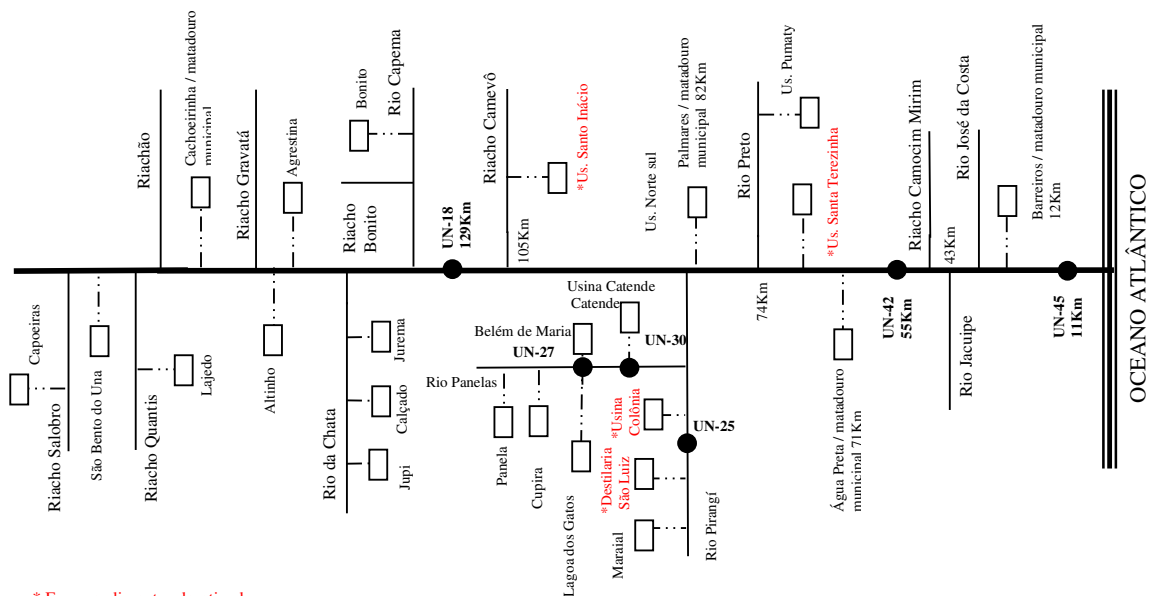 Capoeiras
Riacho Salobro
São Bento do Una
Riacho Quantis
Lajedo
Riachão
Cachoeirinha / matadouro
municipal
Riacho Gravatá
Agrestina
Altinho
Riacho
Bonito
Bonito
Rio Capema
Rio da Chata
Jurema
Calçado
Jupi
UN-18
129Km
Riacho Camevô
105Km
*Us. Santo Inácio
Rio Panelas
Panela
Cupira
Belém de Maria
UN-27
Lagoa dos Gatos
Usina Catende
Catende
UN-30
*Usina
Colônia
UN-25
*Destilaria
São Luiz
Maraial
Rio Pirangí
Us. Norte sul
Palmares / matadouro
municipal 82Km
Rio Preto
74Km
Us. Pumaty
*Us. Santa Terezinha
Água Preta / matadouro
municipal 71Km
UN-42
55Km
Riacho Canocim Mirim
43Km
Rio Jacuipe
Rio José da Costa
Barreiros / matadouro municipal
12Km
UN-45
11Km
OCEANO ATLÂNTICO